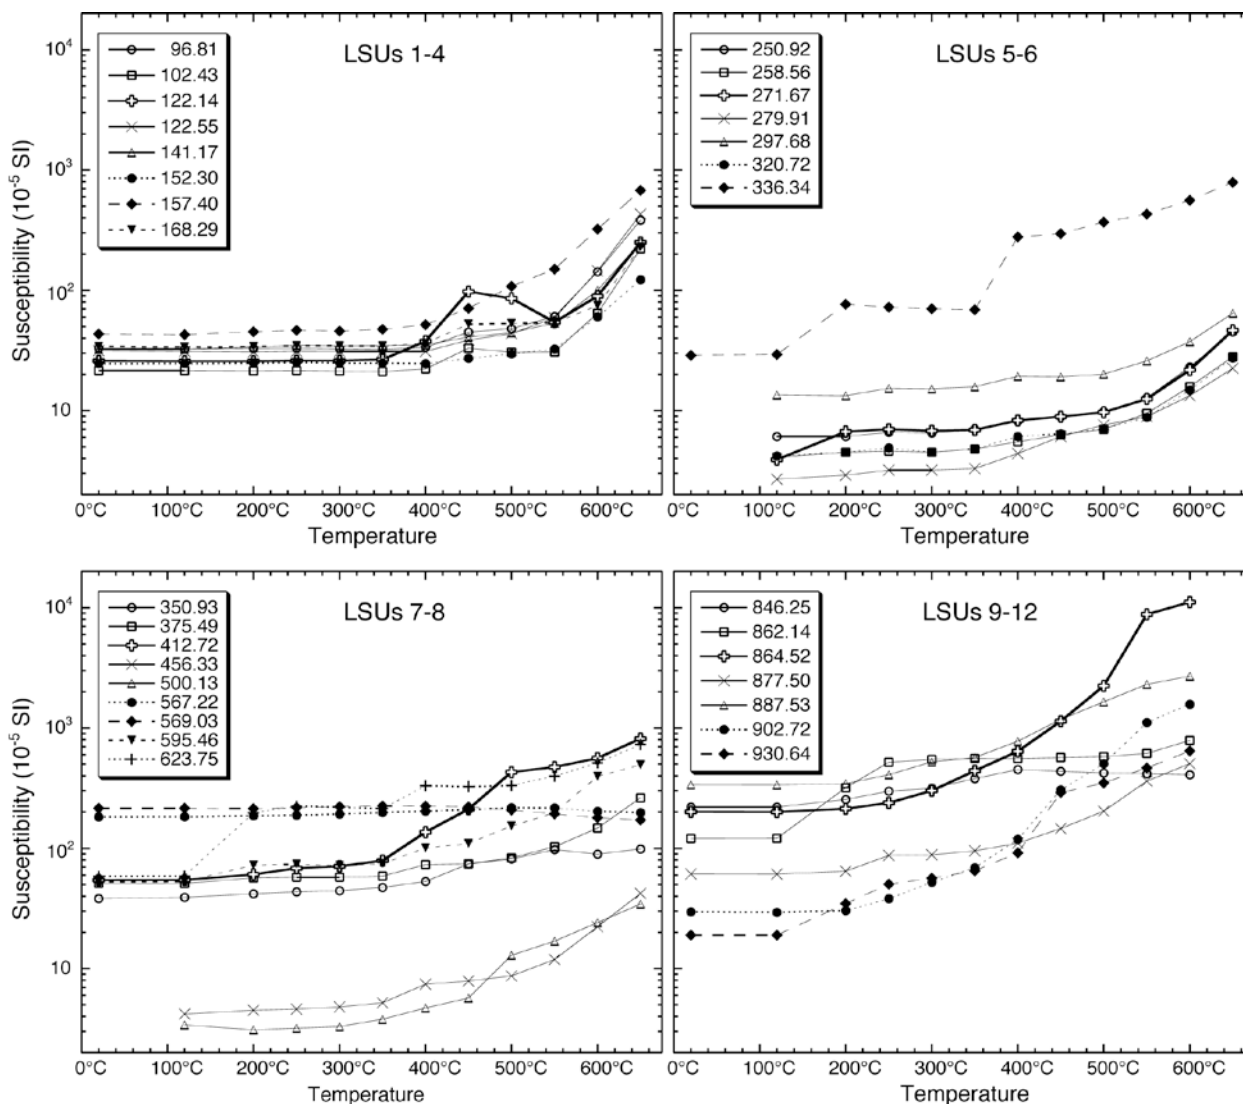 LSUs 1-4
96.81
102.43
122.14
122.55
141.17
152.30
157.40
168.29
10⁴
10³
10²
10
Susceptibility (10⁻⁵ SI)
0°C 100°C 200°C 300°C 400°C 500°C 600°C
Temperature
LSUs 5-6
250.92
258.56
271.67
279.91
297.68
320.72
336.34
0°C 100°C 200°C 300°C 400°C 500°C 600°C
Temperature
LSUs 7-8
350.93
375.49
412.72
456.33
500.13
567.22
569.03
595.46
623.75
10⁴
10³
10²
10
Susceptibility (10⁻⁵ SI)
0°C 100°C 200°C 300°C 400°C 500°C 600°C
Temperature
LSUs 9-12
846.25
862.14
864.52
877.50
887.53
902.72
930.64
0°C 100°C 200°C 300°C 400°C 500°C 600°C
Temperature